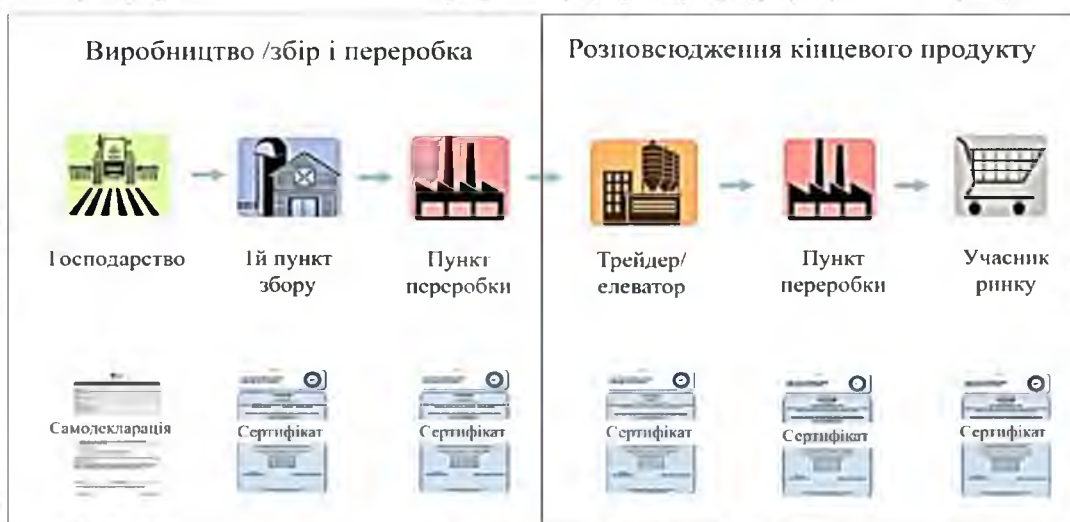 Виробництво /збір і переробка
Розповсюдження кінцевого продукту
Господарство
1й пункт
збору
Пункт
переробки
Трейдер/
елеватор
Пункт
переробки
Учасник
ринку
Самодекларація
Сертифікат
Сертифікат
Сертифікат
Сертифікат
Сертифікат